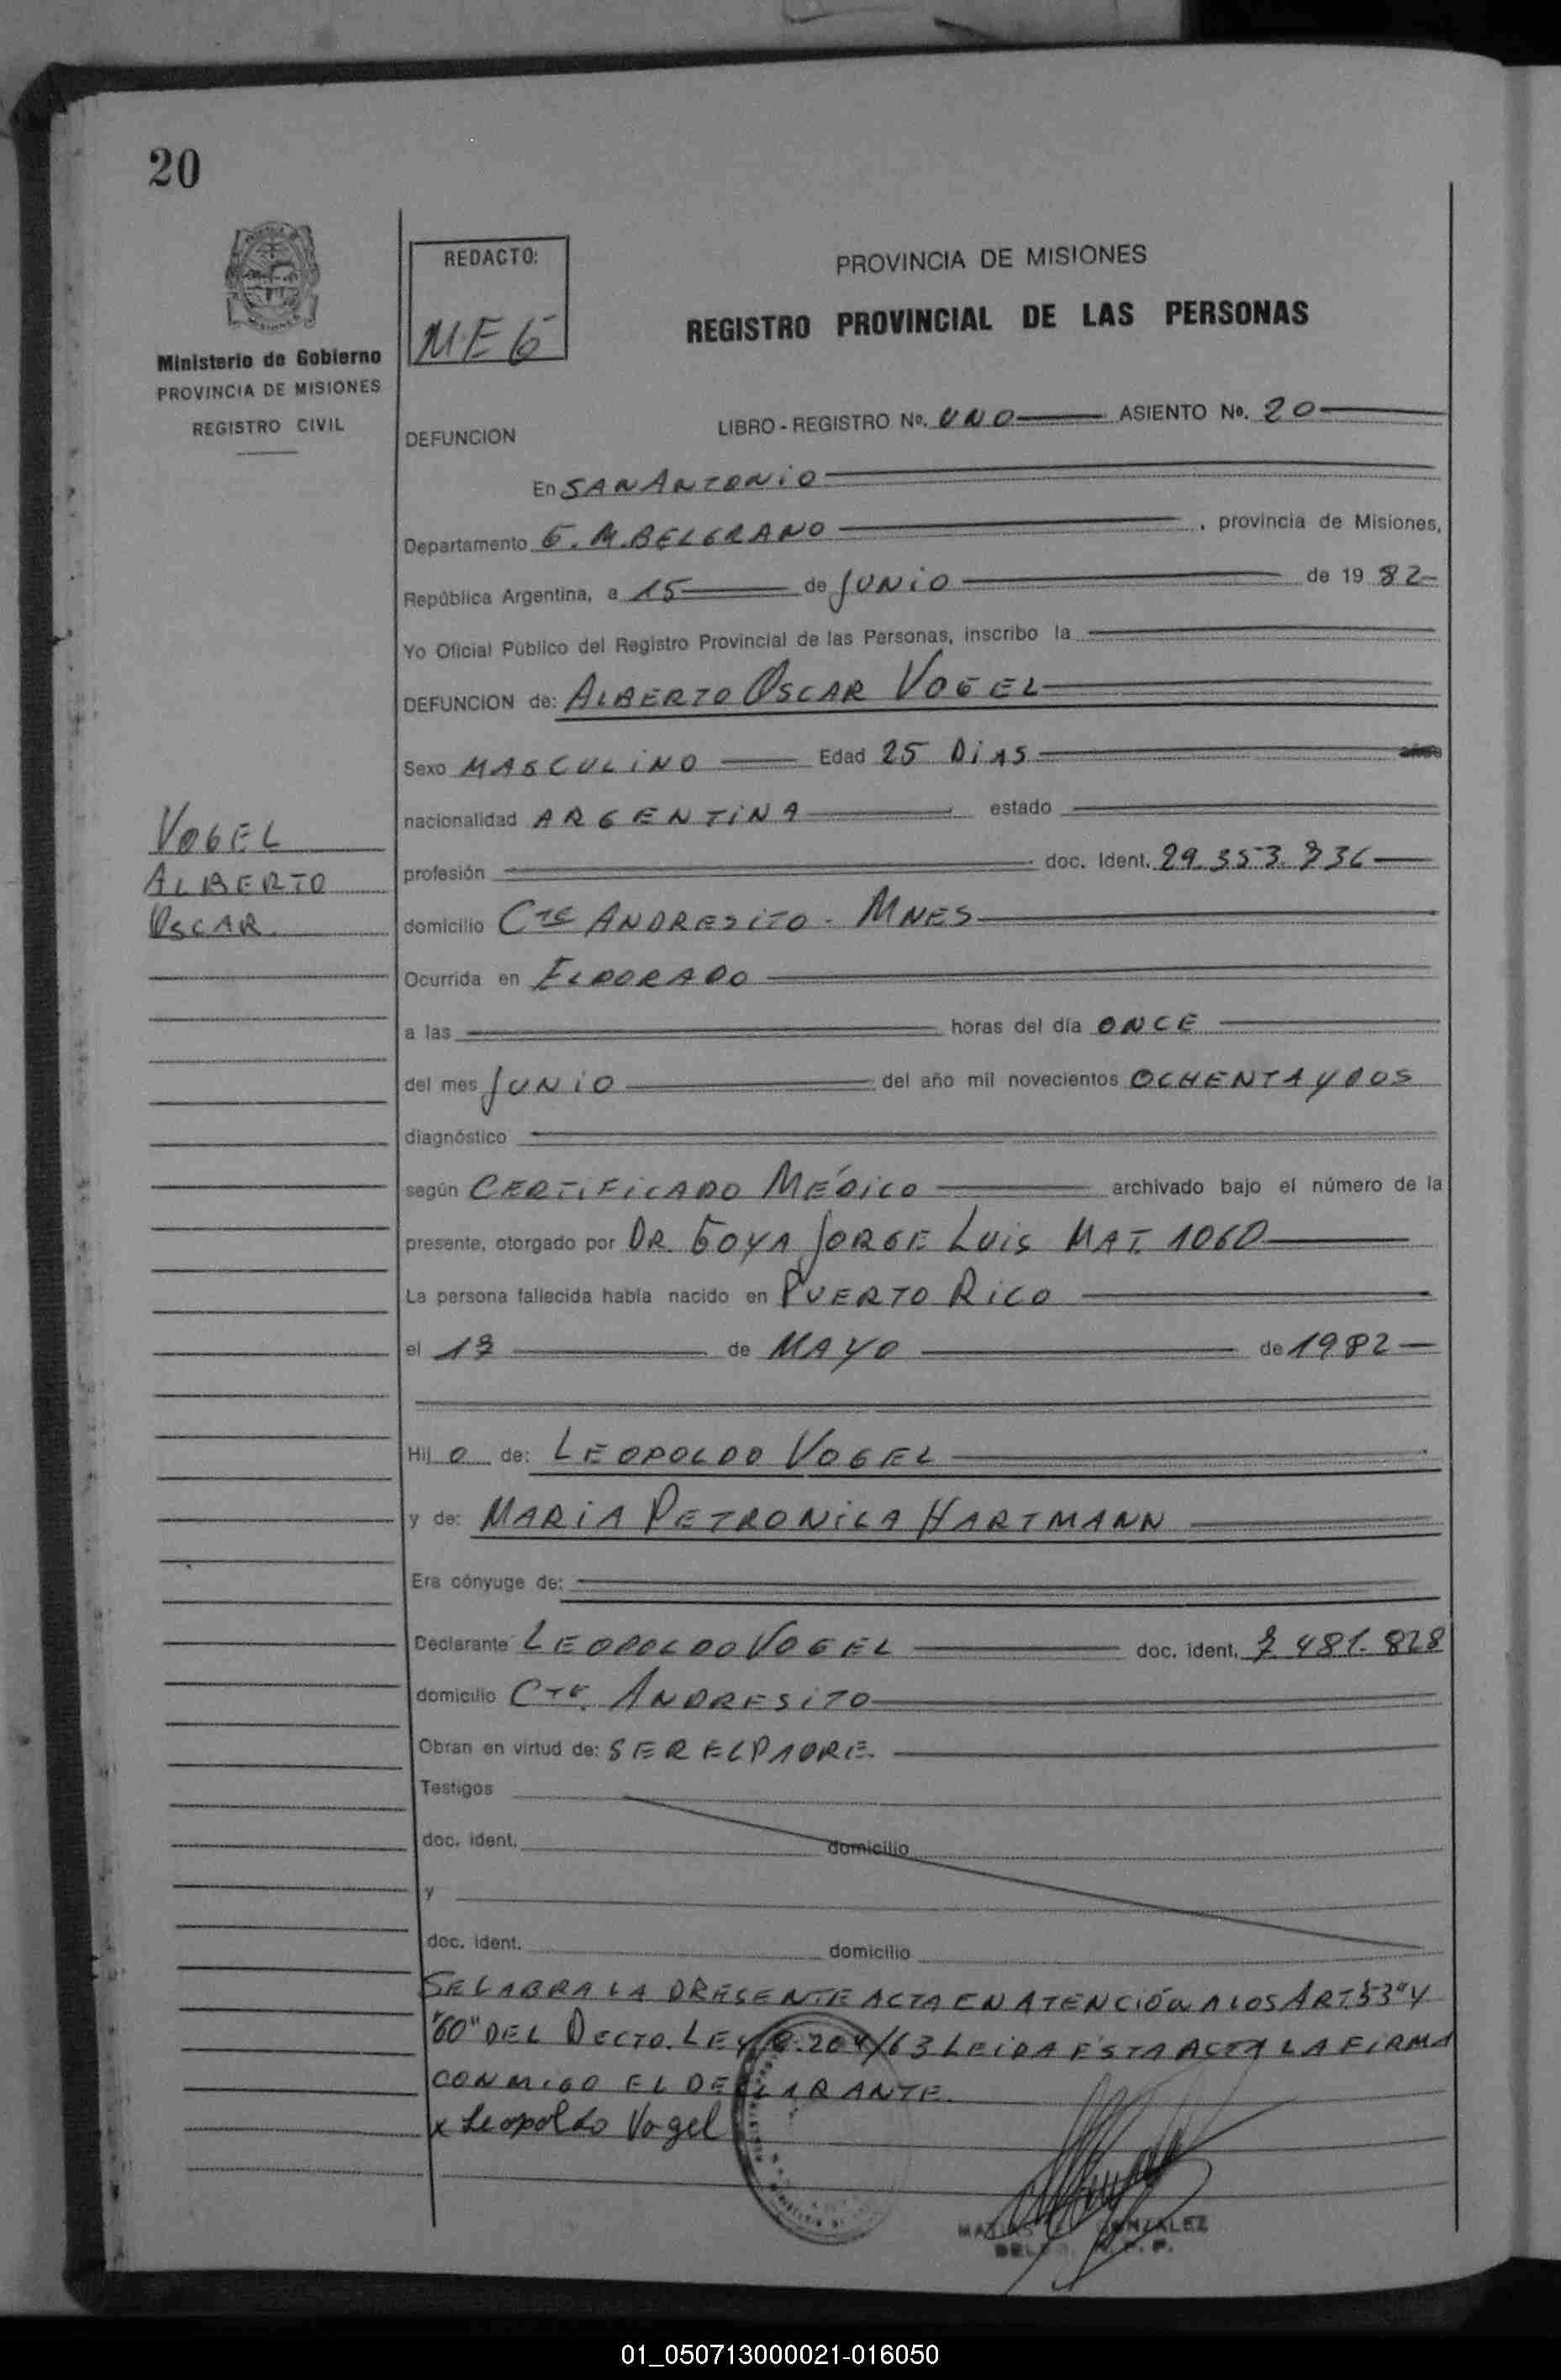 20
REDACTO:
MEG
Ministerio de Gobierno
PROVINCIA DE MISIONES
REGISTRO CIVIL
PROVINCIA DE MISIONES
REGISTRO PROVINCIAL DE LAS PERSONAS
DEFUNCION
LIBRO - REGISTRO Nº. UNO ASIENTO Nº. 20
En SAN ANTONIO
Departamento G. M. BELGRANO , provincia de Misiones,
República Argentina, a 15 de JUNIO de 19 82
Yo Oficial Público del Registro Provincial de las Personas, inscribo la
DEFUNCION de: ALBERTO OSCAR VOGEL
Sexo MASCULINO Edad 25 DIAS
nacionalidad ARGENTINA estado
VOGEL
ALBERTO
OSCAR
profesión doc. Ident. 29.353.736
domicilio Cte ANDRESITO - MNES
Ocurrida en ELDORADO
a las horas del día ONCE
del mes JUNIO del año mil novecientos OCHENTA Y DOS
diagnóstico
según CERTIFICADO MÉDICO archivado bajo el número de la
presente, otorgado por DR. GOYA JORGE LUIS MAT. 1060
La persona fallecida había nacido en PUERTO RICO
el 17 de MAYO de 1982
Hij o de: LEOPOLDO VOGEL
y de: MARIA PETRONILA HARTMANN
Era cónyuge de:
Declarante LEOPOLDO VOGEL doc. ident. 7.481.828
domicilio Cte. ANDRESITO
Obran en virtud de: SER EL PADRE.
Testigos
doc. ident. domicilio
y
doc. ident. domicilio
SE LABRA LA PRESENTE ACTA EN ATENCIÓN A LOS ART 53" Y
"60" DEL DECTO. LEY 8.204/63 LEIDA ESTA ACTA LA FIRMA
CONMIGO EL DECLARANTE.
x Leopoldo Vogel
GONZALEZ
01_050713000021-016050